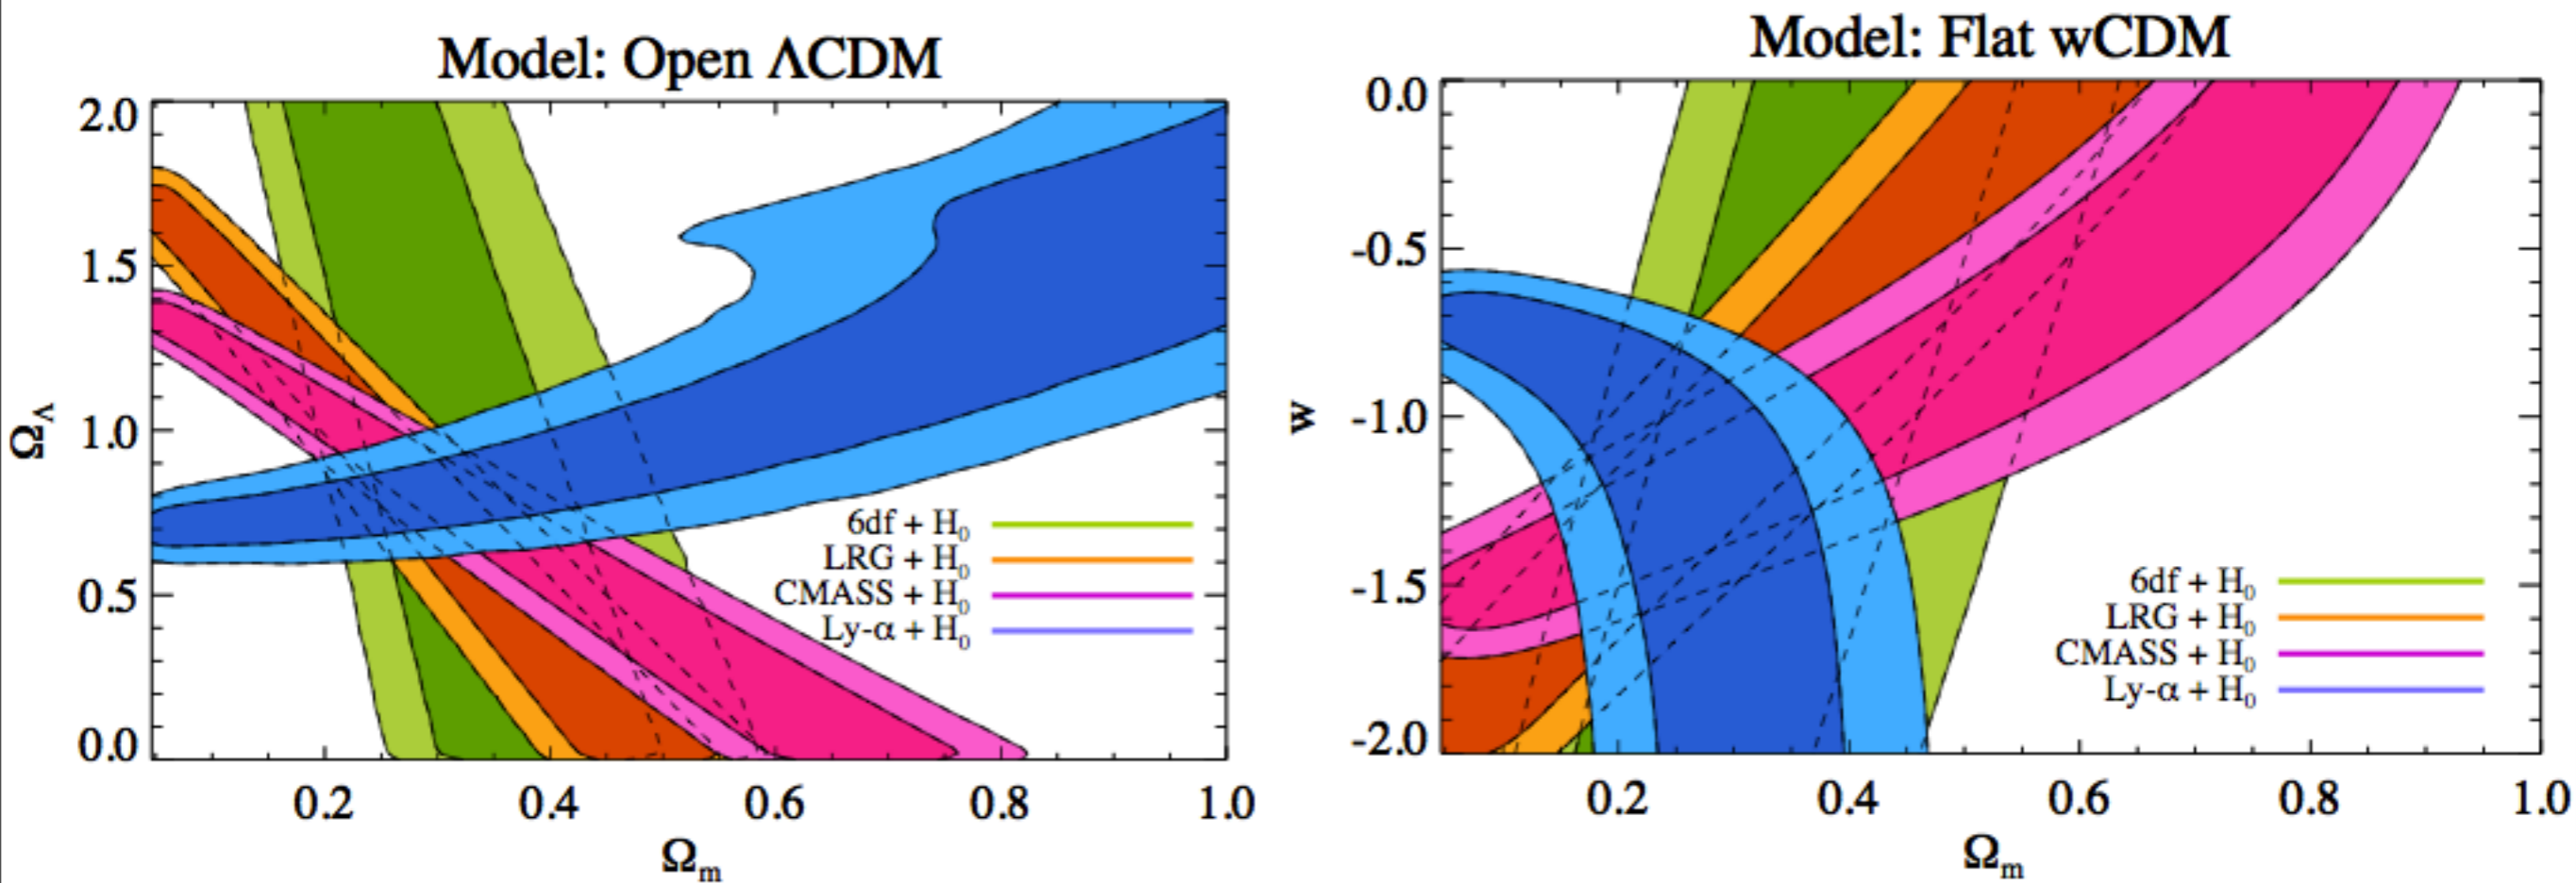 Model: Open ΛCDM
2.0
1.5
1.0
0.5
0.0
Ω_Λ
6df + H₀
LRG + H₀
CMASS + H₀
Ly-α + H₀
0.2 0.4 0.6 0.8 1.0
Ωₘ
Model: Flat wCDM
0.0
-0.5
-1.0
-1.5
-2.0
w
6df + H₀
LRG + H₀
CMASS + H₀
Ly-α + H₀
0.2 0.4 0.6 0.8 1.0
Ωₘ